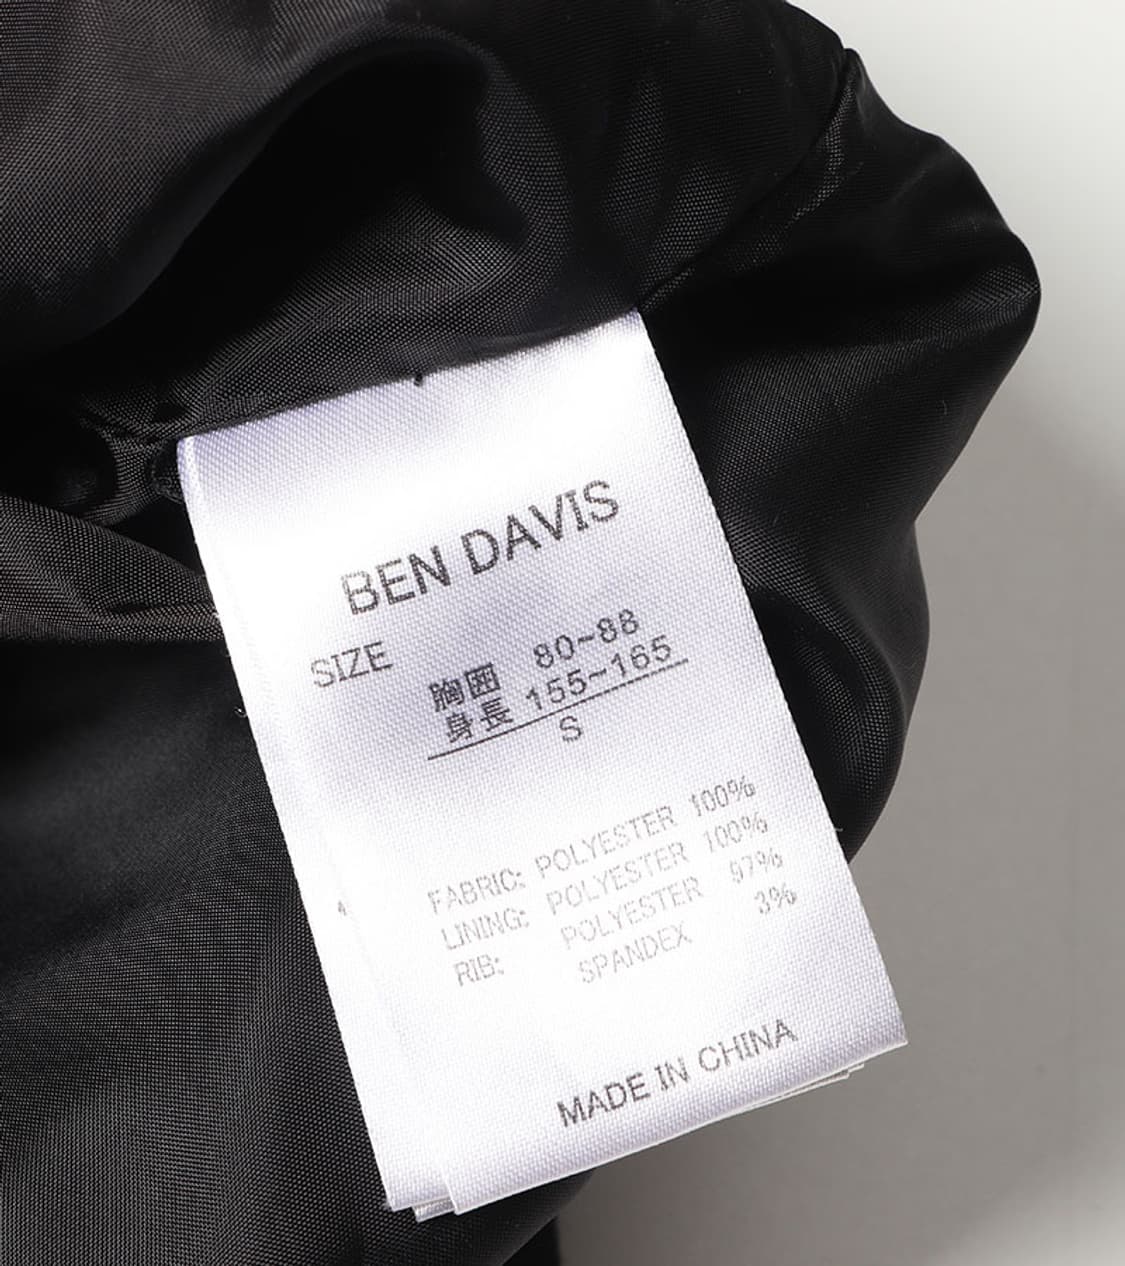 BEN DAVIS
SIZE
胸囲 80~88
身長 155~165
S
FABRIC: POLYESTER 100%
LINING: POLYESTER 100%
RIB: POLYESTER 97%
SPANDEX 3%
MADE IN CHINA